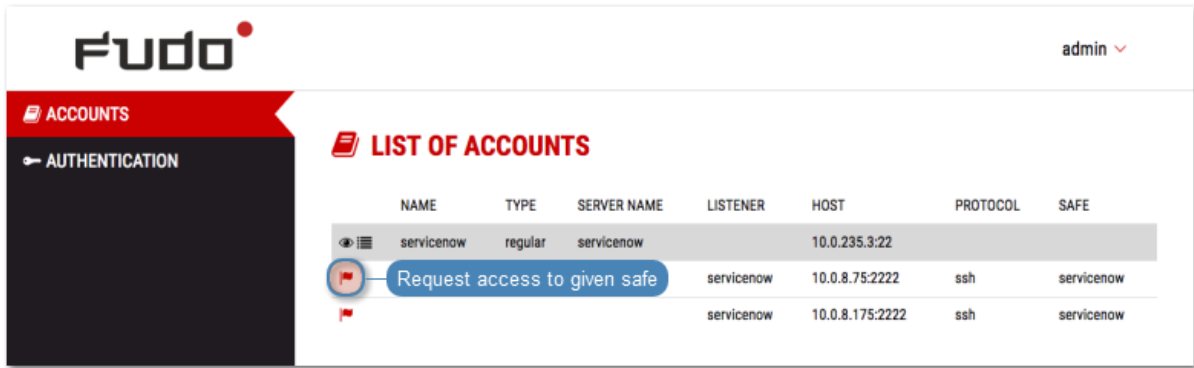 Fudo
admin
ACCOUNTS
AUTHENTICATION
LIST OF ACCOUNTS
NAME TYPE SERVER NAME LISTENER HOST PROTOCOL SAFE
servicenow regular servicenow 10.0.235.3:22
Request access to given safe servicenow 10.0.8.75:2222 ssh servicenow
servicenow 10.0.8.175:2222 ssh servicenow